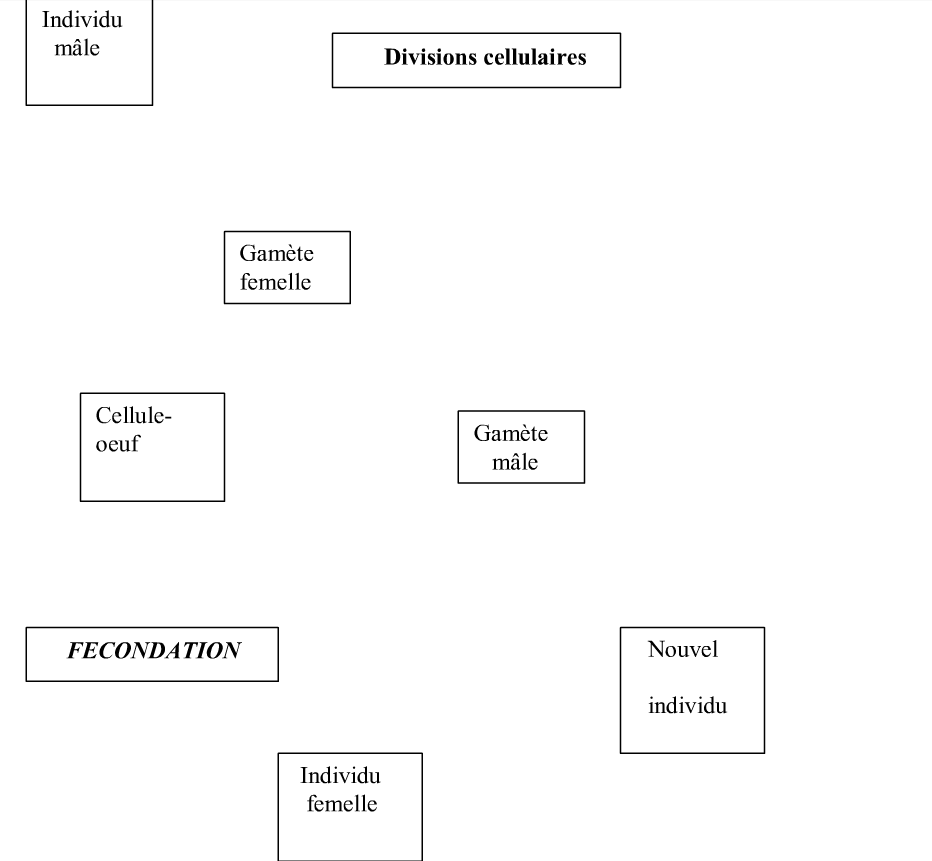 Individu
mâle
Divisions cellulaires
Gamète
femelle
Cellule-
oeuf
Gamète
mâle
FECONDATION
Nouvel
individu
Individu
femelle